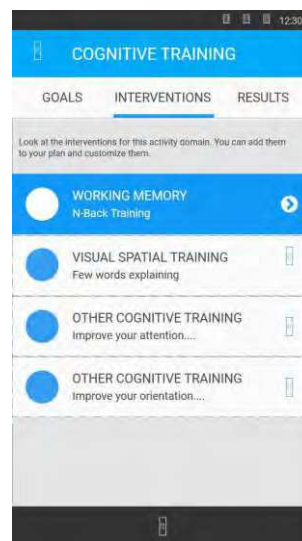 12:30
COGNITIVE TRAINING
GOALS INTERVENTIONS RESULTS
Look at the interventions for this activity domain. You can add them
to your plan and customize them.
WORKING MEMORY
N-Back Training
VISUAL SPATIAL TRAINING
Few words explaining
OTHER COGNITIVE TRAINING
Improve your attention....
OTHER COGNITIVE TRAINING
Improve your orientation....